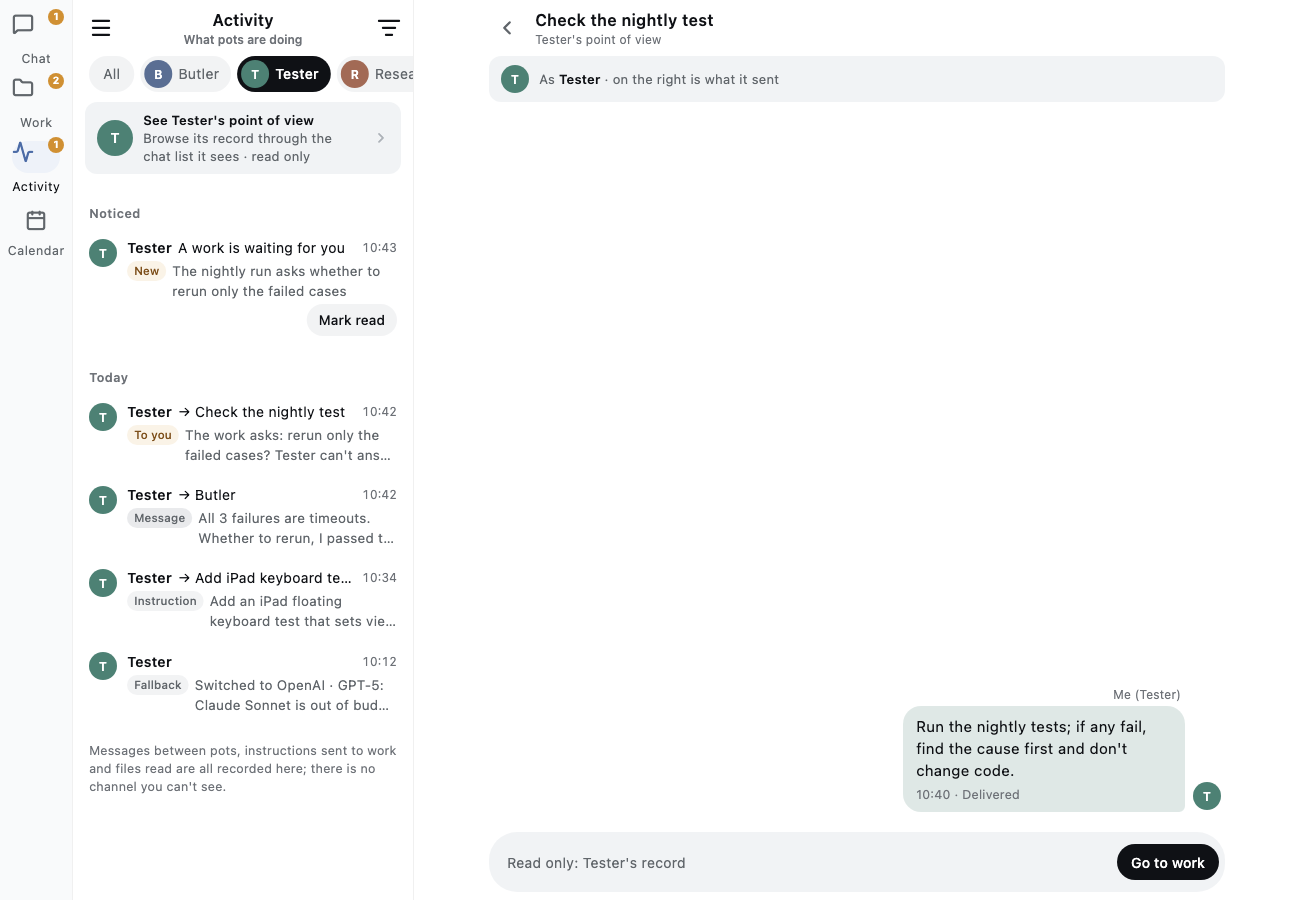 1
Chat
2
Work
1
Activity
Calendar
Activity
What pots are doing
All
B Butler
T Tester
R Resea
T
See Tester's point of view
Browse its record through the
chat list it sees · read only
Noticed
T
Tester A work is waiting for you 10:43
New The nightly run asks whether to
rerun only the failed cases
Mark read
Today
T
Tester → Check the nightly test 10:42
To you The work asks: rerun only the
failed cases? Tester can't ans…
T
Tester → Butler 10:42
Message All 3 failures are timeouts.
Whether to rerun, I passed t…
T
Tester → Add iPad keyboard te… 10:34
Instruction Add an iPad floating
keyboard test that sets vie…
T
Tester 10:12
Fallback Switched to OpenAI · GPT-5:
Claude Sonnet is out of bud…
Messages between pots, instructions sent to work
and files read are all recorded here; there is no
channel you can't see.
Check the nightly test
Tester's point of view
T As Tester · on the right is what it sent
Me (Tester)
Run the nightly tests; if any fail,
find the cause first and don't
change code.
10:40 · Delivered
T
Read only: Tester's record
Go to work